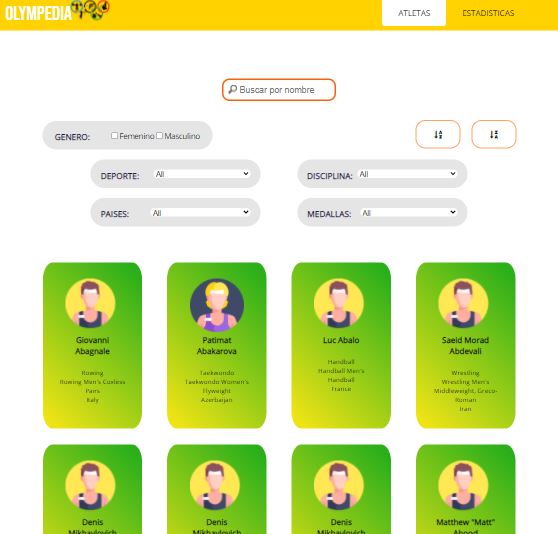 OLYMPEDIA
ATLETAS
ESTADISTICAS
Buscar por nombre
GENERO: Femenino Masculino
DEPORTE: All
DISCIPLINA: All
PAISES: All
MEDALLAS: All
Giovanni
Abagnale
Rowing
Rowing Men's Coxless
Pairs
Italy
Patimat
Abakarova
Taekwondo
Taekwondo Women's
Flyweight
Azerbaijan
Luc Abalo
Handball
Handball Men's
Handball
France
Saeid Morad
Abdevali
Wrestling
Wrestling Men's
Middleweight, Greco-
Roman
Iran
Denis
Mikhaylovich
Denis
Mikhaylovich
Denis
Mikhaylovich
Matthew "Matt"
Abood